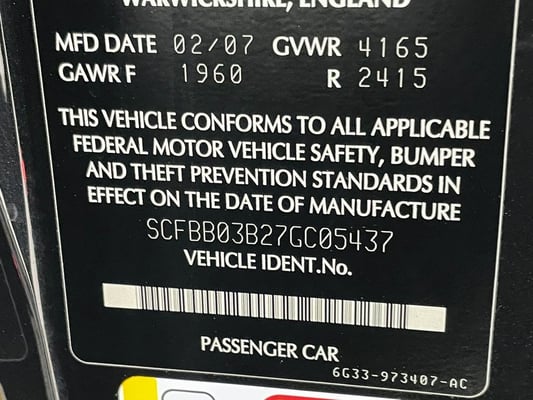 WARWICKSHIRE, ENGLAND
MFD DATE 02/07 GVWR 4165
GAWR F 1960 R 2415
THIS VEHICLE CONFORMS TO ALL APPLICABLE
FEDERAL MOTOR VEHICLE SAFETY, BUMPER
AND THEFT PREVENTION STANDARDS IN
EFFECT ON THE DATE OF MANUFACTURE
SCFBB03B27GC05437
VEHICLE IDENT.No.
PASSENGER CAR
6G33-973407-AC